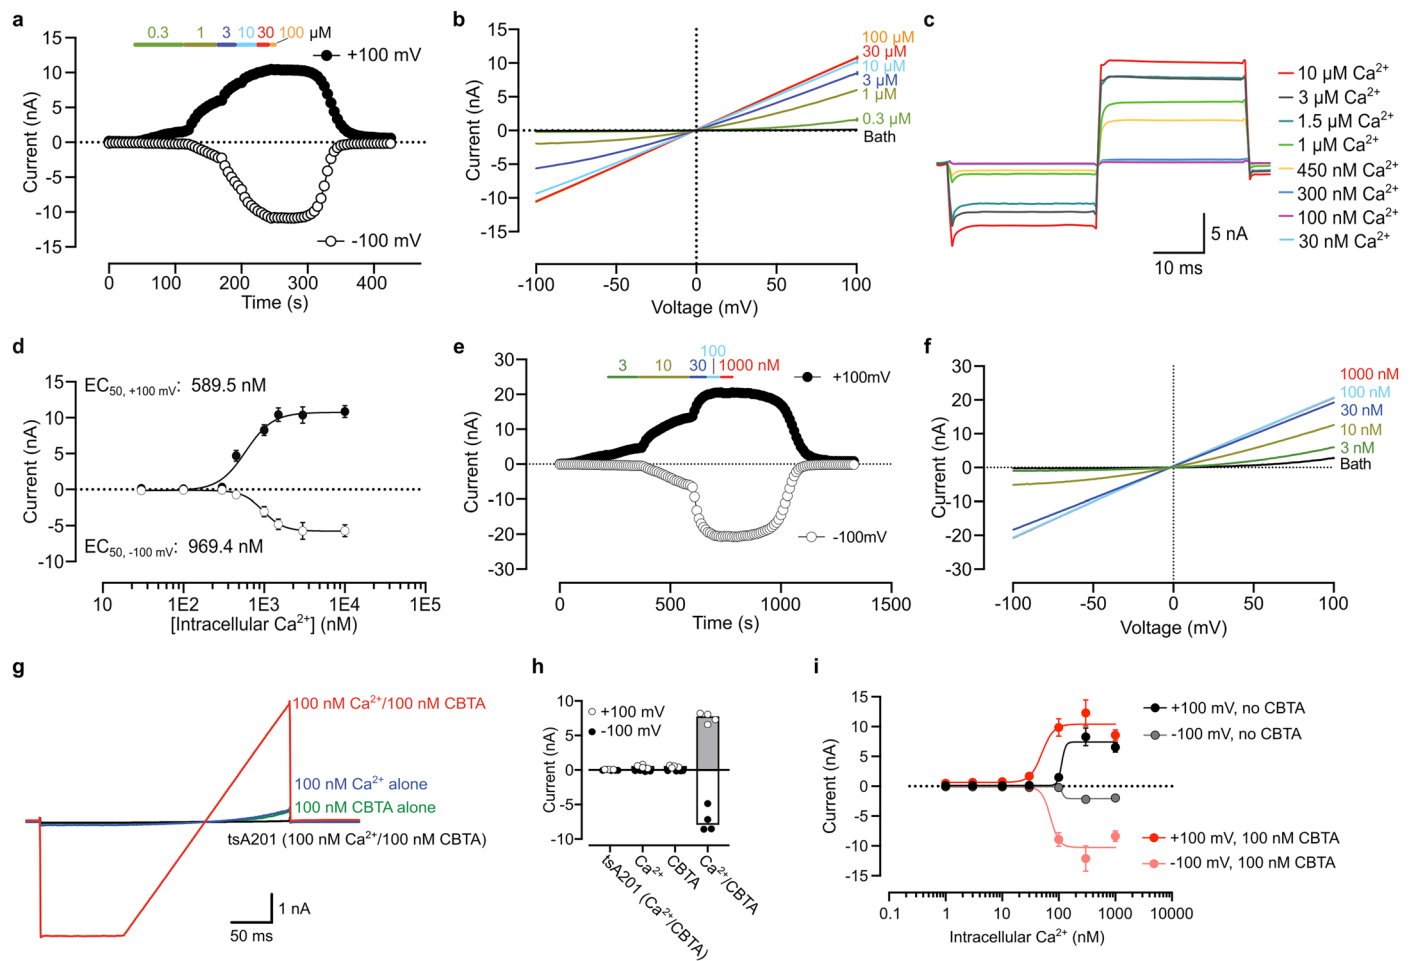 a
0.3 1 3 10 30 100 µM
+100 mV
-100 mV
15
10
5
0
-5
-10
-15
Current (nA)
0 100 200 300 400
Time (s)
b
15
10
5
0
-5
-10
-15
Current (nA)
100 µM
30 µM
10 µM
3 µM
1 µM
0.3 µM
Bath
-100 -50 0 50 100
Voltage (mV)
c
10 µM Ca²⁺
3 µM Ca²⁺
1.5 µM Ca²⁺
1 µM Ca²⁺
450 nM Ca²⁺
300 nM Ca²⁺
100 nM Ca²⁺
30 nM Ca²⁺
5 nA
10 ms
d
EC50, +100 mV: 589.5 nM
EC50, -100 mV: 969.4 nM
15
10
5
0
-5
-10
Current (nA)
10 1E2 1E3 1E4 1E5
[Intracellular Ca²⁺] (nM)
e
100
3 10 30 1000 nM
+100mV
-100mV
30
20
10
0
-10
-20
-30
Current (nA)
0 500 1000 1500
Time (s)
f
30
20
10
0
-10
-20
-30
Current (nA)
1000 nM
100 nM
30 nM
10 nM
3 nM
Bath
-100 -50 0 50 100
Voltage (mV)
g
100 nM Ca²⁺/100 nM CBTA
100 nM Ca²⁺ alone
100 nM CBTA alone
tsA201 (100 nM Ca²⁺/100 nM CBTA)
1 nA
50 ms
h
+100 mV
-100 mV
10
5
0
-5
-10
Current (nA)
tsA201 (Ca²⁺/CBTA)
Ca²⁺
CBTA
Ca²⁺/CBTA
i
15
10
5
0
-5
-10
-15
Current (nA)
+100 mV, no CBTA
-100 mV, no CBTA
+100 mV, 100 nM CBTA
-100 mV, 100 nM CBTA
0.1 1 10 100 1000 10000
Intracellular Ca²⁺ (nM)